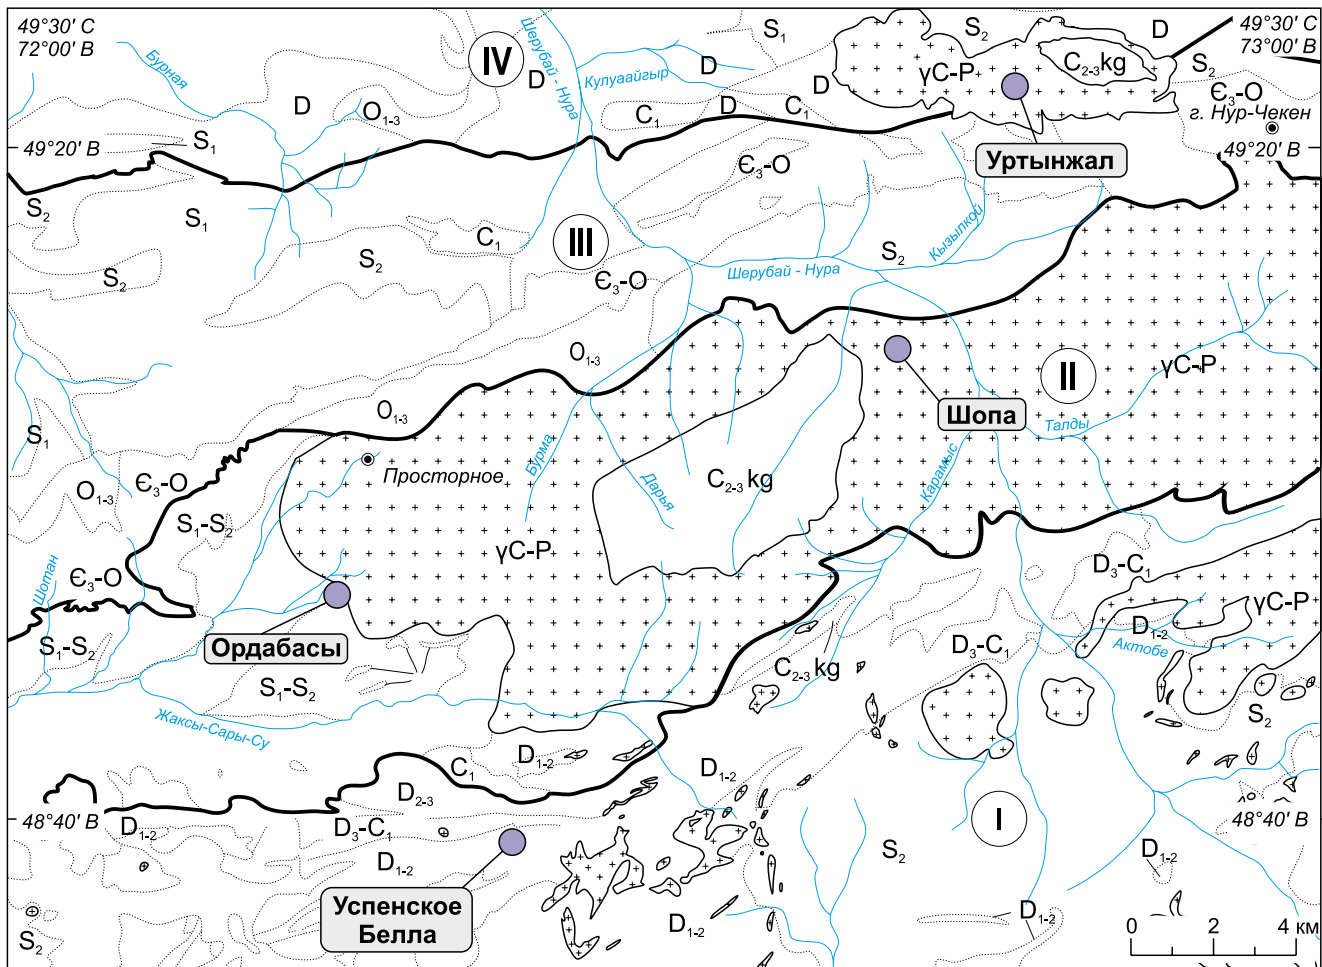 49°30' С
72°00' В
Бурная
IV
D
Шерубай - Нура
Кулуаайгыр
D
S₁
D
S₂
γC-P
C₂₋₃kg
D
S₂
49°30' С
73°00' В
Є₃-O
г. Нур-Чекен
D
O₁₋₃
C₁
D
C₁
S₁
49°20' В
Уртынжал
49°20' В
Є₃-O
S₂
S₁
C₁
III
S₂
Кызылкой
S₂
S₂
Є₃-O
Шерубай - Нура
O₁₋₃
II
γC-P
O₁₋₃
Шопа
Талды
S₁
Просторное
Бурма
Дарья
C₂₋₃kg
Карамыс
O₁₋₃
Є₃-O
S₁-S₂
γC-P
Шотан
Є₃-O
D₃-C₁
γC-P
S₁-S₂
Ордабасы
D₁₋₂
D₃-C₁
Актобе
C₂₋₃kg
S₁-S₂
Жаксы-Сары-Су
S₂
C₁
D₁₋₂
D₁₋₂
D₂₋₃
48°40' В
D₁₋₂
D₃-C₁
I
48°40' В
D₁₋₂
S₂
D₁₋₂
Успенское
Белла
D₁₋₂
D₁₋₂
S₂
0 2 4 км